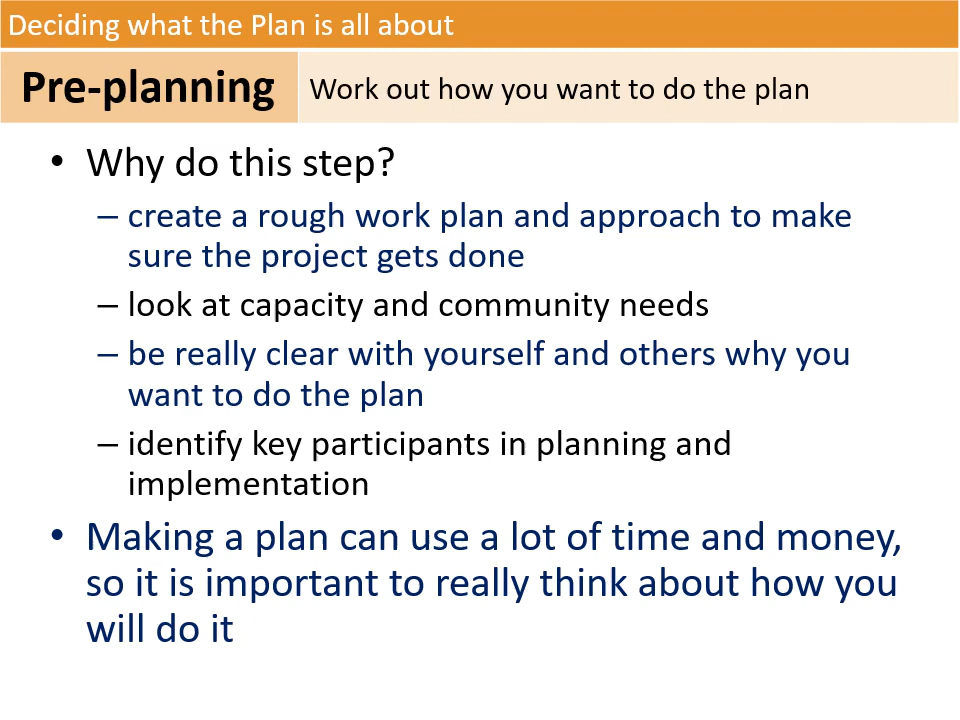 Deciding what the Plan is all about
Pre-planning
Work out how you want to do the plan
• Why do this step?
– create a rough work plan and approach to make
sure the project gets done
– look at capacity and community needs
– be really clear with yourself and others why you
want to do the plan
– identify key participants in planning and
implementation
• Making a plan can use a lot of time and money,
so it is important to really think about how you
will do it